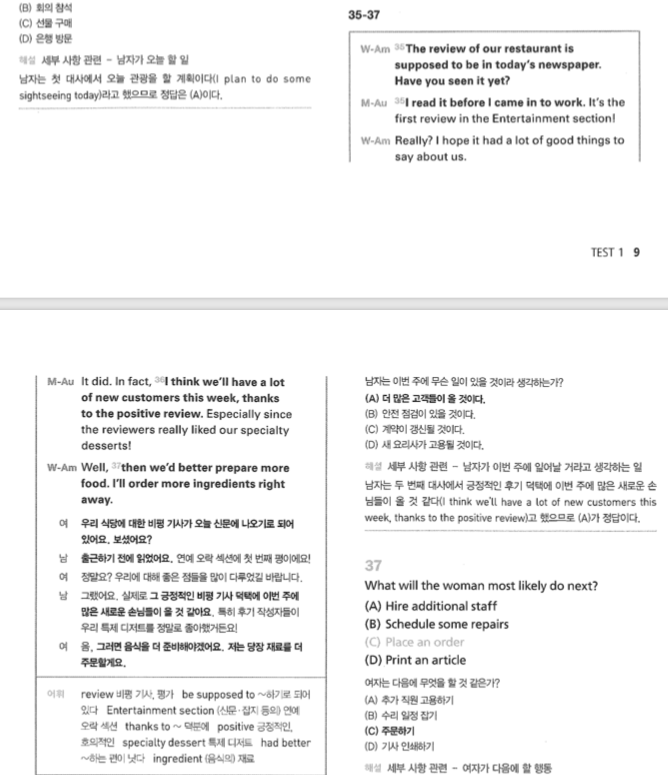 (B) 회의 참석
(C) 선물 구매
(D) 은행 방문
해설 세부 사항 관련 – 남자가 오늘 할 일
남자는 첫 대사에서 오늘 관광을 할 계획이다(I plan to do some
sightseeing today)라고 했으므로 정답은 (A)이다.
35-37
W-Am 35The review of our restaurant is
supposed to be in today's newspaper.
Have you seen it yet?
M-Au 35I read it before I came in to work. It's the
first review in the Entertainment section!
W-Am Really? I hope it had a lot of good things to
say about us.
TEST 1 9
M-Au It did. In fact, 36I think we'll have a lot
of new customers this week, thanks
to the positive review. Especially since
the reviewers really liked our specialty
desserts!
W-Am Well, 37then we'd better prepare more
food. I'll order more ingredients right
away.
여 우리 식당에 대한 비평 기사가 오늘 신문에 나오기로 되어
있어요. 보셨어요?
남 출근하기 전에 읽었어요. 연예 오락 섹션에 첫 번째 평이에요!
여 정말요? 우리에 대해 좋은 점들을 많이 다루었길 바랍니다.
남 그랬어요. 실제로 그 긍정적인 비평 기사 덕택에 이번 주에
많은 새로운 손님들이 올 것 같아요. 특히 후기 작성자들이
우리 특제 디저트를 정말로 좋아했거든요!
여 음, 그러면 음식을 더 준비해야겠어요. 저는 당장 재료를 더
주문할게요.
어휘 review 비평 기사, 평가 be supposed to ~하기로 되어
있다 Entertainment section (신문·잡지 등의) 연예
오락 섹션 thanks to ~ 덕분에 positive 긍정적인,
호의적인 specialty dessert 특제 디저트 had better
~하는 편이 낫다 ingredient (음식의) 재료
남자는 이번 주에 무슨 일이 있을 것이라 생각하는가?
(A) 더 많은 고객들이 올 것이다.
(B) 안전 점검이 있을 것이다.
(C) 계약이 갱신될 것이다.
(D) 새 요리사가 고용될 것이다.
해설 세부 사항 관련 – 남자가 이번 주에 일어날 거라고 생각하는 일
남자는 두 번째 대사에서 긍정적인 후기 덕택에 이번 주에 많은 새로운 손
님들이 올 것 같다(I think we'll have a lot of new customers this
week, thanks to the positive review)고 했으므로 (A)가 정답이다.
37
What will the woman most likely do next?
(A) Hire additional staff
(B) Schedule some repairs
(C) Place an order
(D) Print an article
여자는 다음에 무엇을 할 것 같은가?
(A) 추가 직원 고용하기
(B) 수리 일정 잡기
(C) 주문하기
(D) 기사 인쇄하기
해설 세부 사항 관련 – 여자가 다음에 할 행동